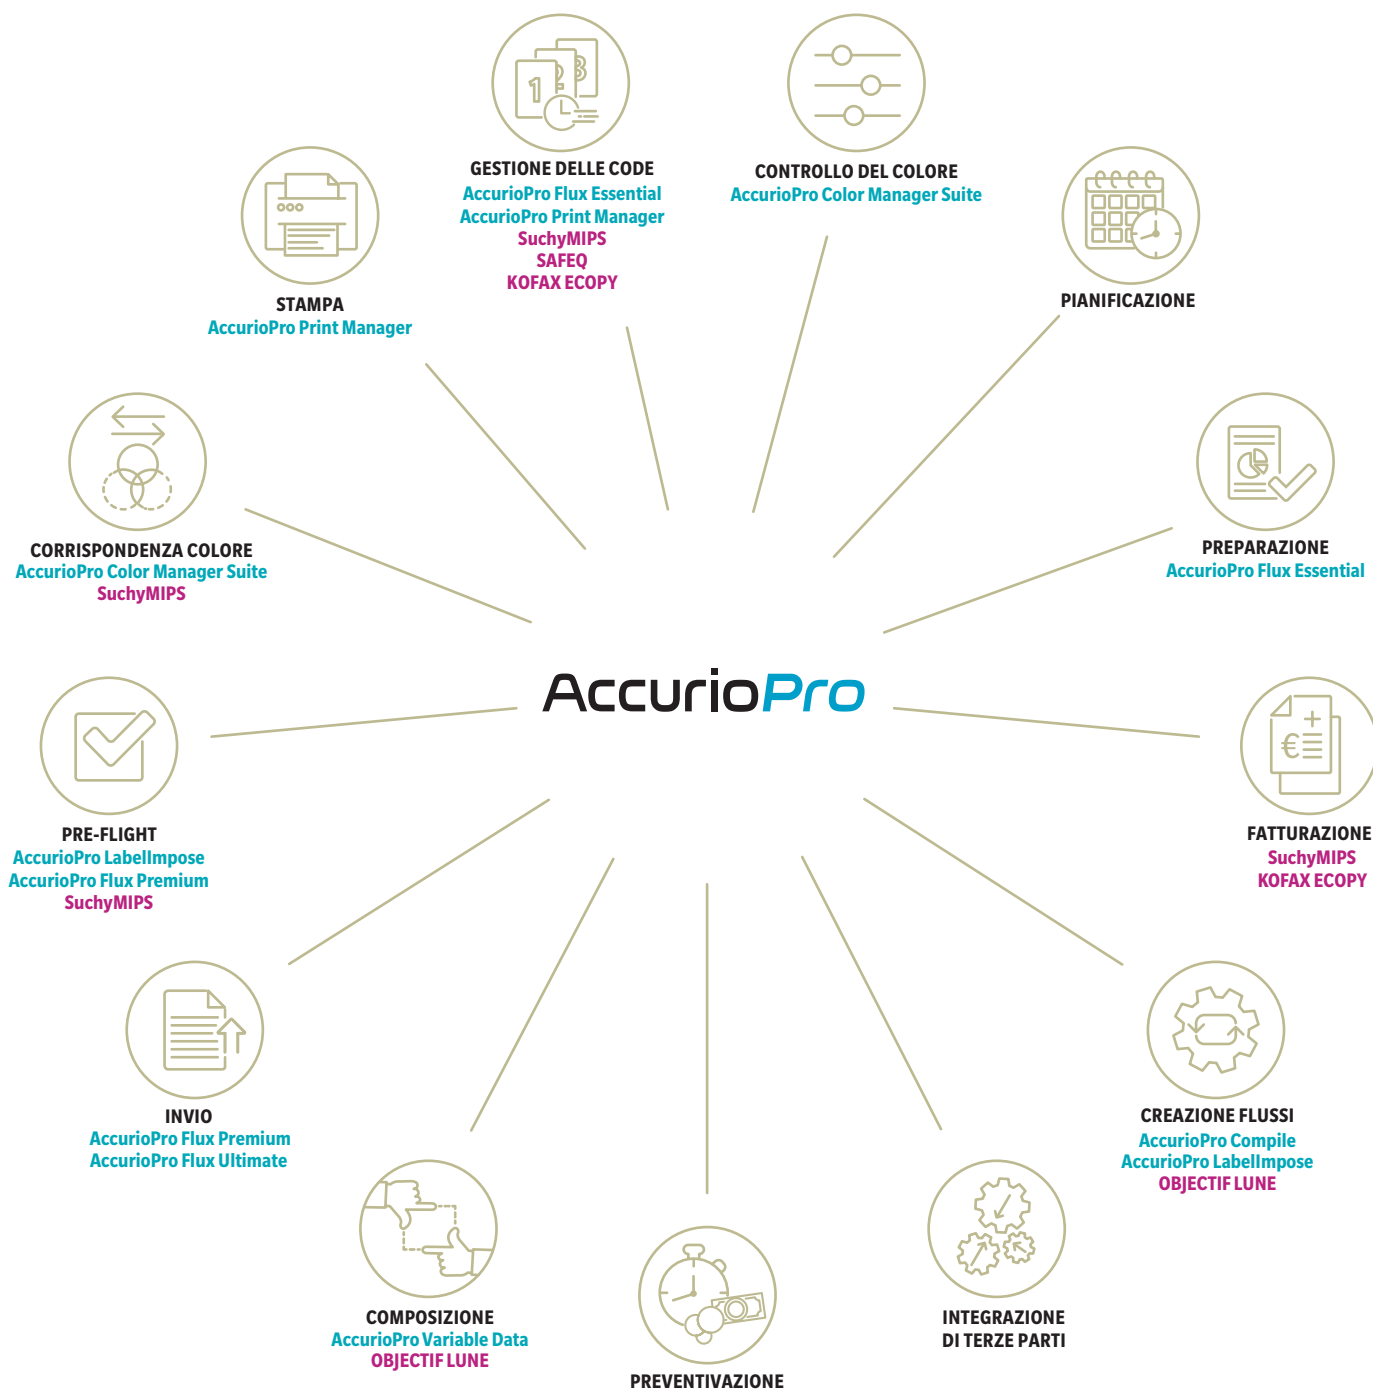 1
2
3
GESTIONE DELLE CODE
AccurioPro Flux Essential
AccurioPro Print Manager
SuchyMIPS
SAFEQ
KOFAX ECOPY
CONTROLLO DEL COLORE
AccurioPro Color Manager Suite
STAMPA
AccurioPro Print Manager
PIANIFICAZIONE
CORRISPONDENZA COLORE
AccurioPro Color Manager Suite
SuchyMIPS
PREPARAZIONE
AccurioPro Flux Essential
AccurioPro
PRE-FLIGHT
AccurioPro LabelImpose
AccurioPro Flux Premium
SuchyMIPS
€
FATTURAZIONE
SuchyMIPS
KOFAX ECOPY
INVIO
AccurioPro Flux Premium
AccurioPro Flux Ultimate
CREAZIONE FLUSSI
AccurioPro Compile
AccurioPro LabelImpose
OBJECTIF LUNE
COMPOSIZIONE
AccurioPro Variable Data
OBJECTIF LUNE
INTEGRAZIONE
DI TERZE PARTI
PREVENTIVAZIONE